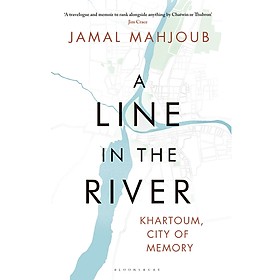 'A travelogue and memoir to rank alongside anything by Chatwin or Thubron'
Jim Crace
JAMAL MAHJOUB
A
LINE
IN THE
RIVER
KHARTOUM,
CITY OF
MEMORY
BLOOMSBURY